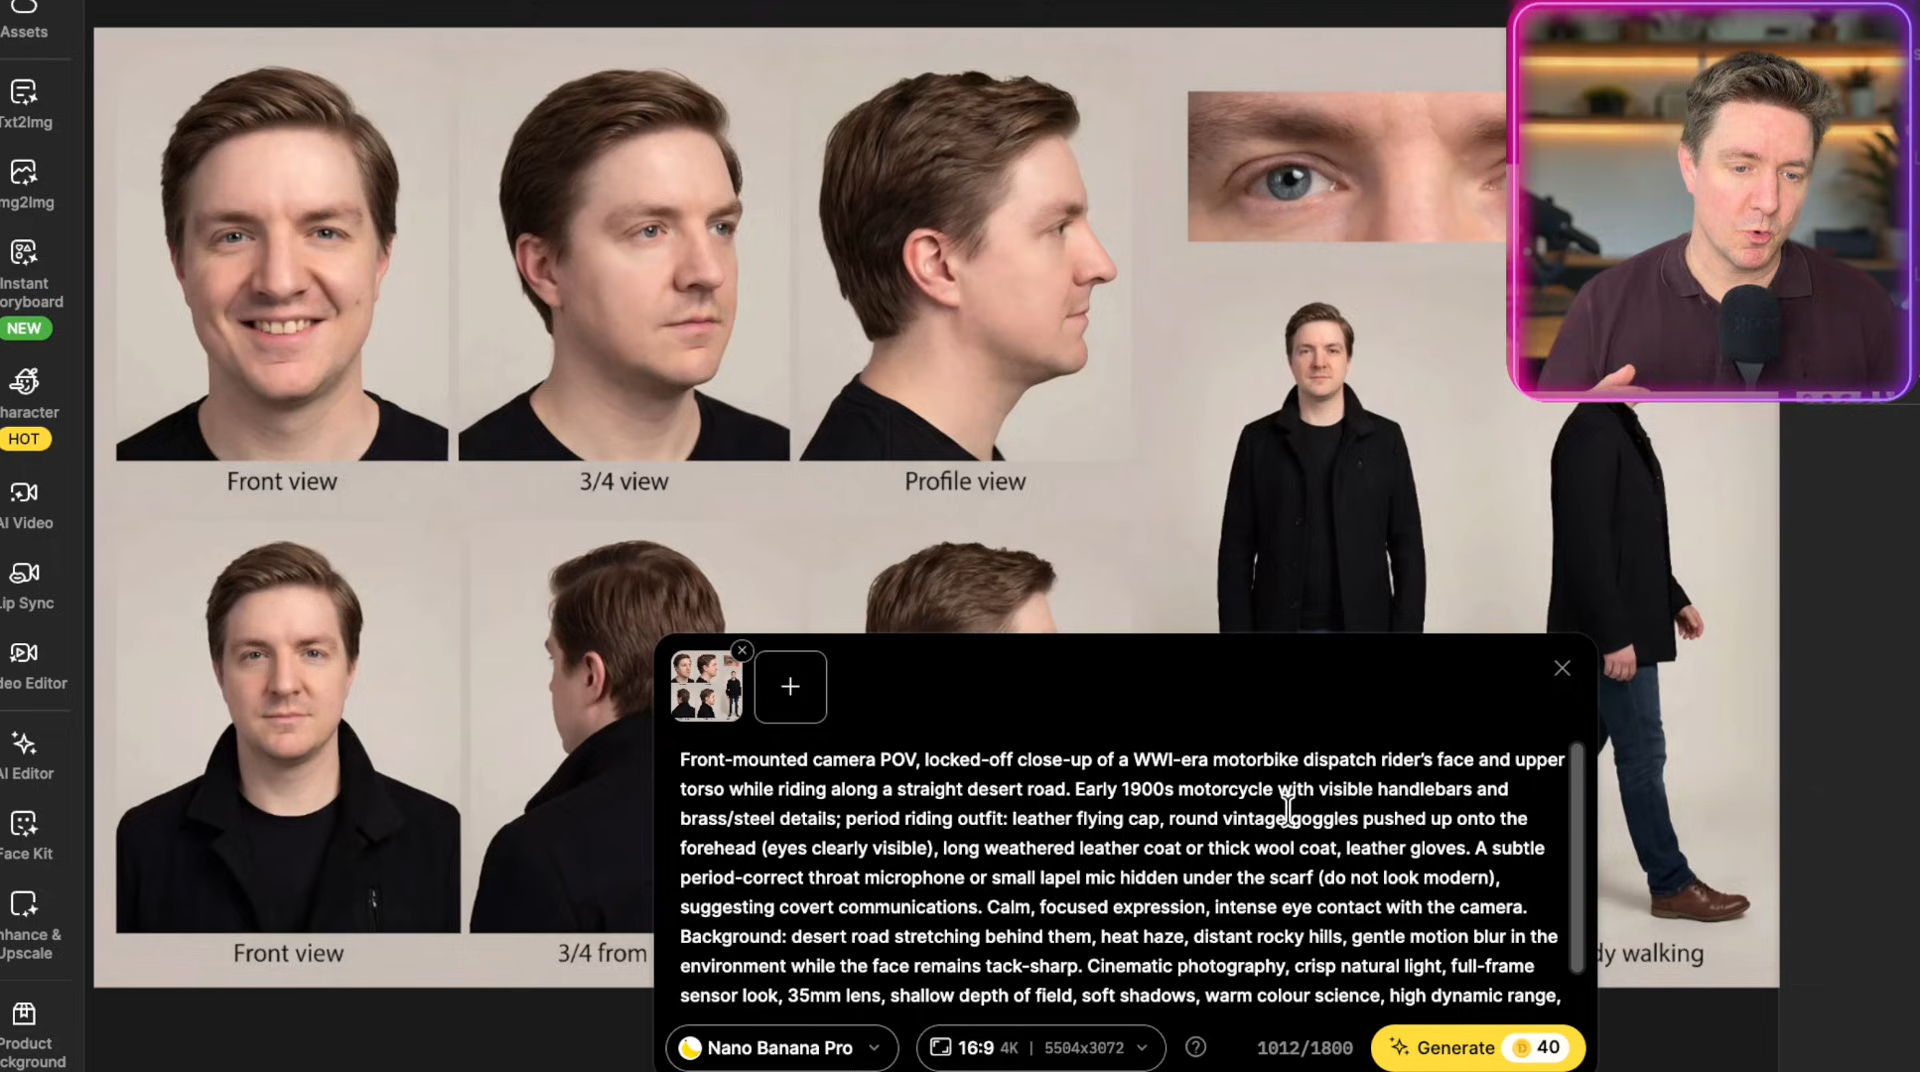 Assets
Txt2Img
mg2Img
Instant
oryboard
NEW
haracter
HOT
AI Video
ip Sync
deo Editor
AI Editor
Face Kit
nhance &
Upscale
Product
ckground
Front view
3/4 view
Profile view
Front view
3/4 from
dy walking
Front-mounted camera POV, locked-off close-up of a WWI-era motorbike dispatch rider's face and upper
torso while riding along a straight desert road. Early 1900s motorcycle with visible handlebars and
brass/steel details; period riding outfit: leather flying cap, round vintage goggles pushed up onto the
forehead (eyes clearly visible), long weathered leather coat or thick wool coat, leather gloves. A subtle
period-correct throat microphone or small lapel mic hidden under the scarf (do not look modern),
suggesting covert communications. Calm, focused expression, intense eye contact with the camera.
Background: desert road stretching behind them, heat haze, distant rocky hills, gentle motion blur in the
environment while the face remains tack-sharp. Cinematic photography, crisp natural light, full-frame
sensor look, 35mm lens, shallow depth of field, soft shadows, warm colour science, high dynamic range,
Nano Banana Pro
16:9 4K | 5504x3072
1012/1800
Generate 40